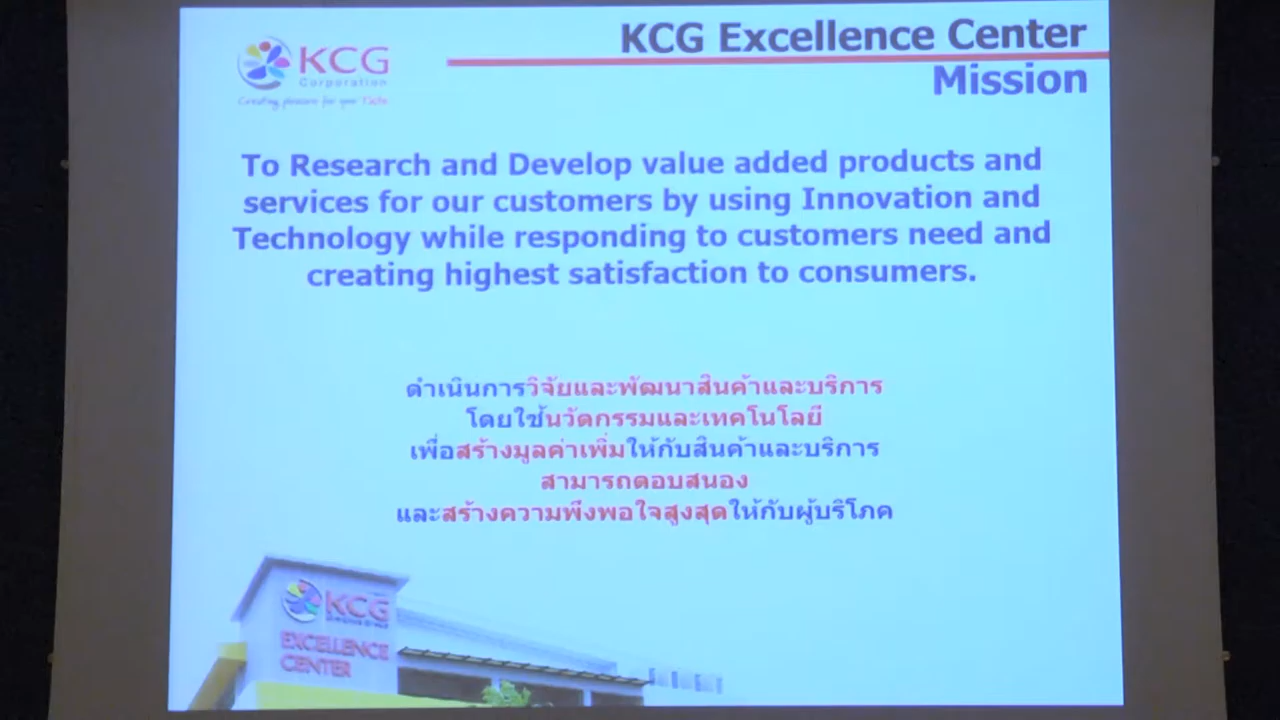 KCG
Corporation
Creating pleasure for your Taste
KCG Excellence Center
Mission
To Research and Develop value added products and
services for our customers by using Innovation and
Technology while responding to customers need and
creating highest satisfaction to consumers.
ดำเนินการวิจัยและพัฒนาสินค้าและบริการ
โดยใช้นวัตกรรมและเทคโนโลยี
เพื่อสร้างมูลค่าเพิ่มให้กับสินค้าและบริการ
สามารถตอบสนอง
และสร้างความพึงพอใจสูงสุดให้กับผู้บริโภค
KCG
EXCELLENCE
CENTER